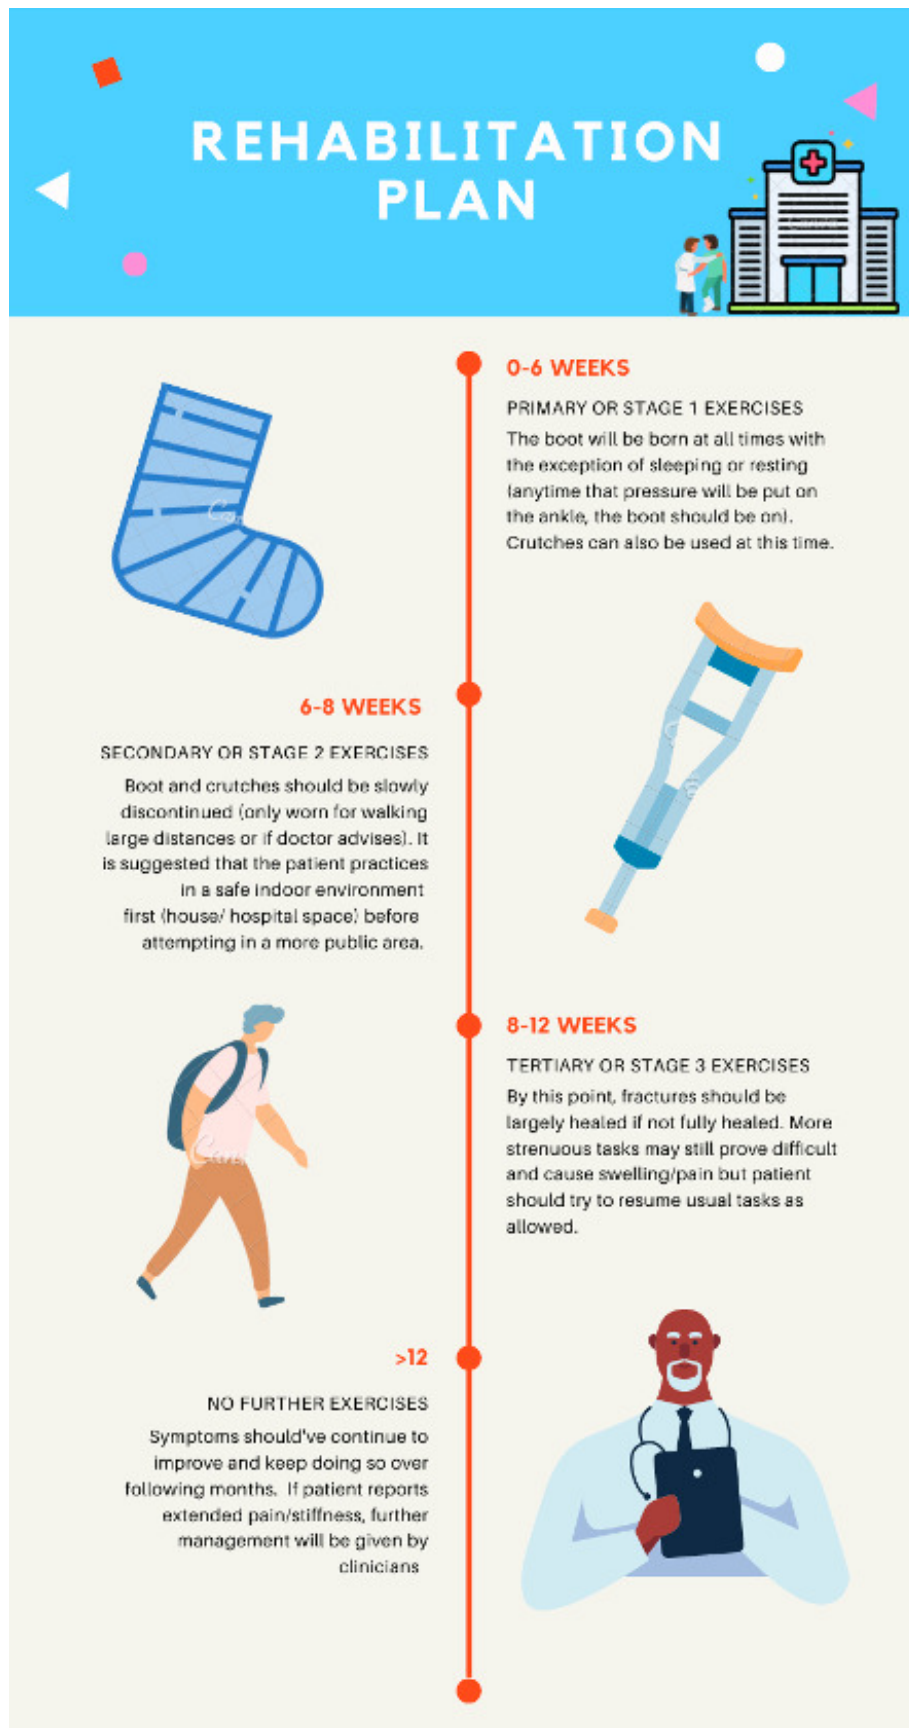 REHABILITATION
PLAN
0-6 WEEKS
PRIMARY OR STAGE 1 EXERCISES
The boot will be born at all times with
the exception of sleeping or resting
(anytime that pressure will be put on
the ankle, the boot should be on).
Crutches can also be used at this time.
6-8 WEEKS
SECONDARY OR STAGE 2 EXERCISES
Boot and crutches should be slowly
discontinued (only worn for walking
large distances or if doctor advises). It
is suggested that the patient practices
in a safe indoor environment
first (house/ hospital space) before
attempting in a more public area.
8-12 WEEKS
TERTIARY OR STAGE 3 EXERCISES
By this point, fractures should be
largely healed if not fully healed. More
strenuous tasks may still prove difficult
and cause swelling/pain but patient
should try to resume usual tasks as
allowed.
>12
NO FURTHER EXERCISES
Symptoms should've continue to
improve and keep doing so over
following months.  If patient reports
extended pain/stiffness, further
management will be given by
clinicians